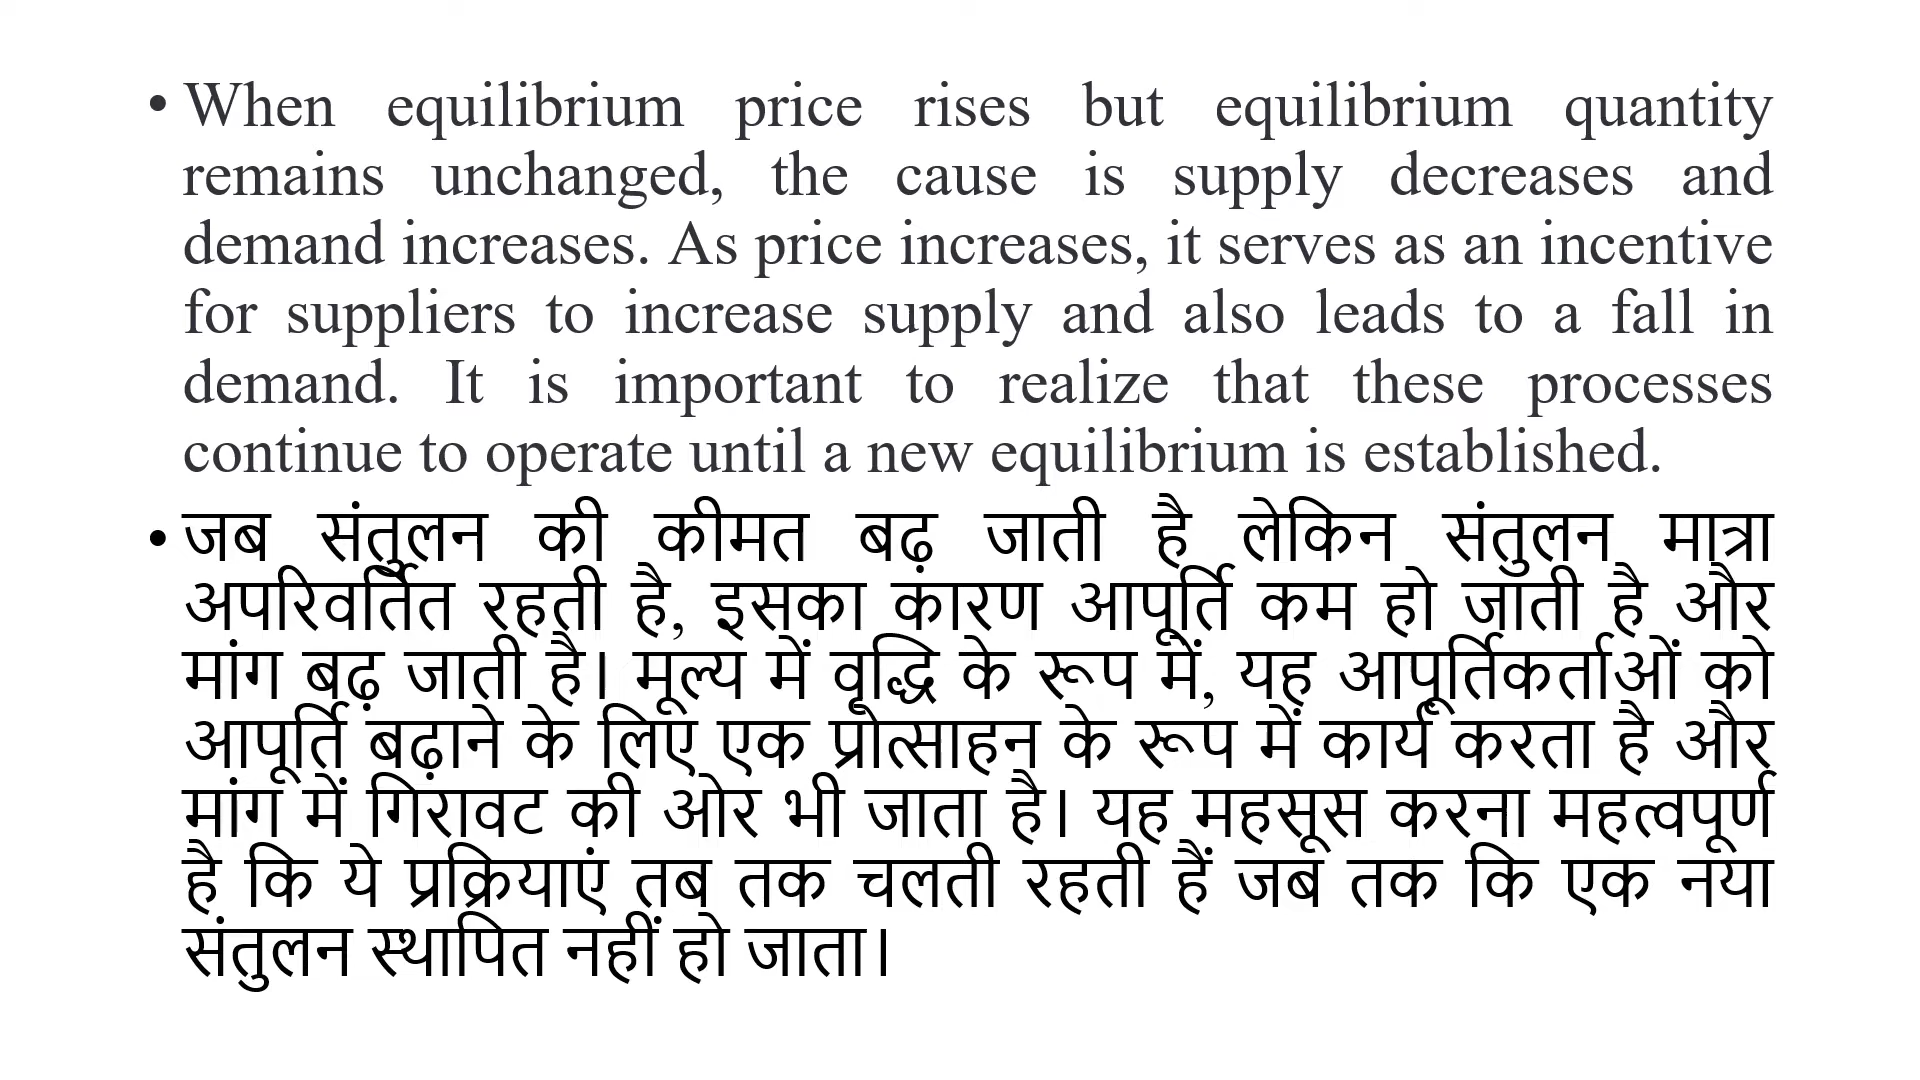 • When equilibrium price rises but equilibrium quantity
remains unchanged, the cause is supply decreases and
demand increases. As price increases, it serves as an incentive
for suppliers to increase supply and also leads to a fall in
demand. It is important to realize that these processes
continue to operate until a new equilibrium is established.
• जब संतुलन की कीमत बढ़ जाती है लेकिन संतुलन मात्रा
अपरिवर्तित रहती है, इसका कारण आपूर्ति कम हो जाती है और
मांग बढ़ जाती है। मूल्य में वृद्धि के रूप में, यह आपूर्तिकर्ताओं को
आपूर्ति बढ़ाने के लिए एक प्रोत्साहन के रूप में कार्य करता है और
मांग में गिरावट की ओर भी जाता है। यह महसूस करना महत्वपूर्ण
है कि ये प्रक्रियाएं तब तक चलती रहती हैं जब तक कि एक नया
संतुलन स्थापित नहीं हो जाता।